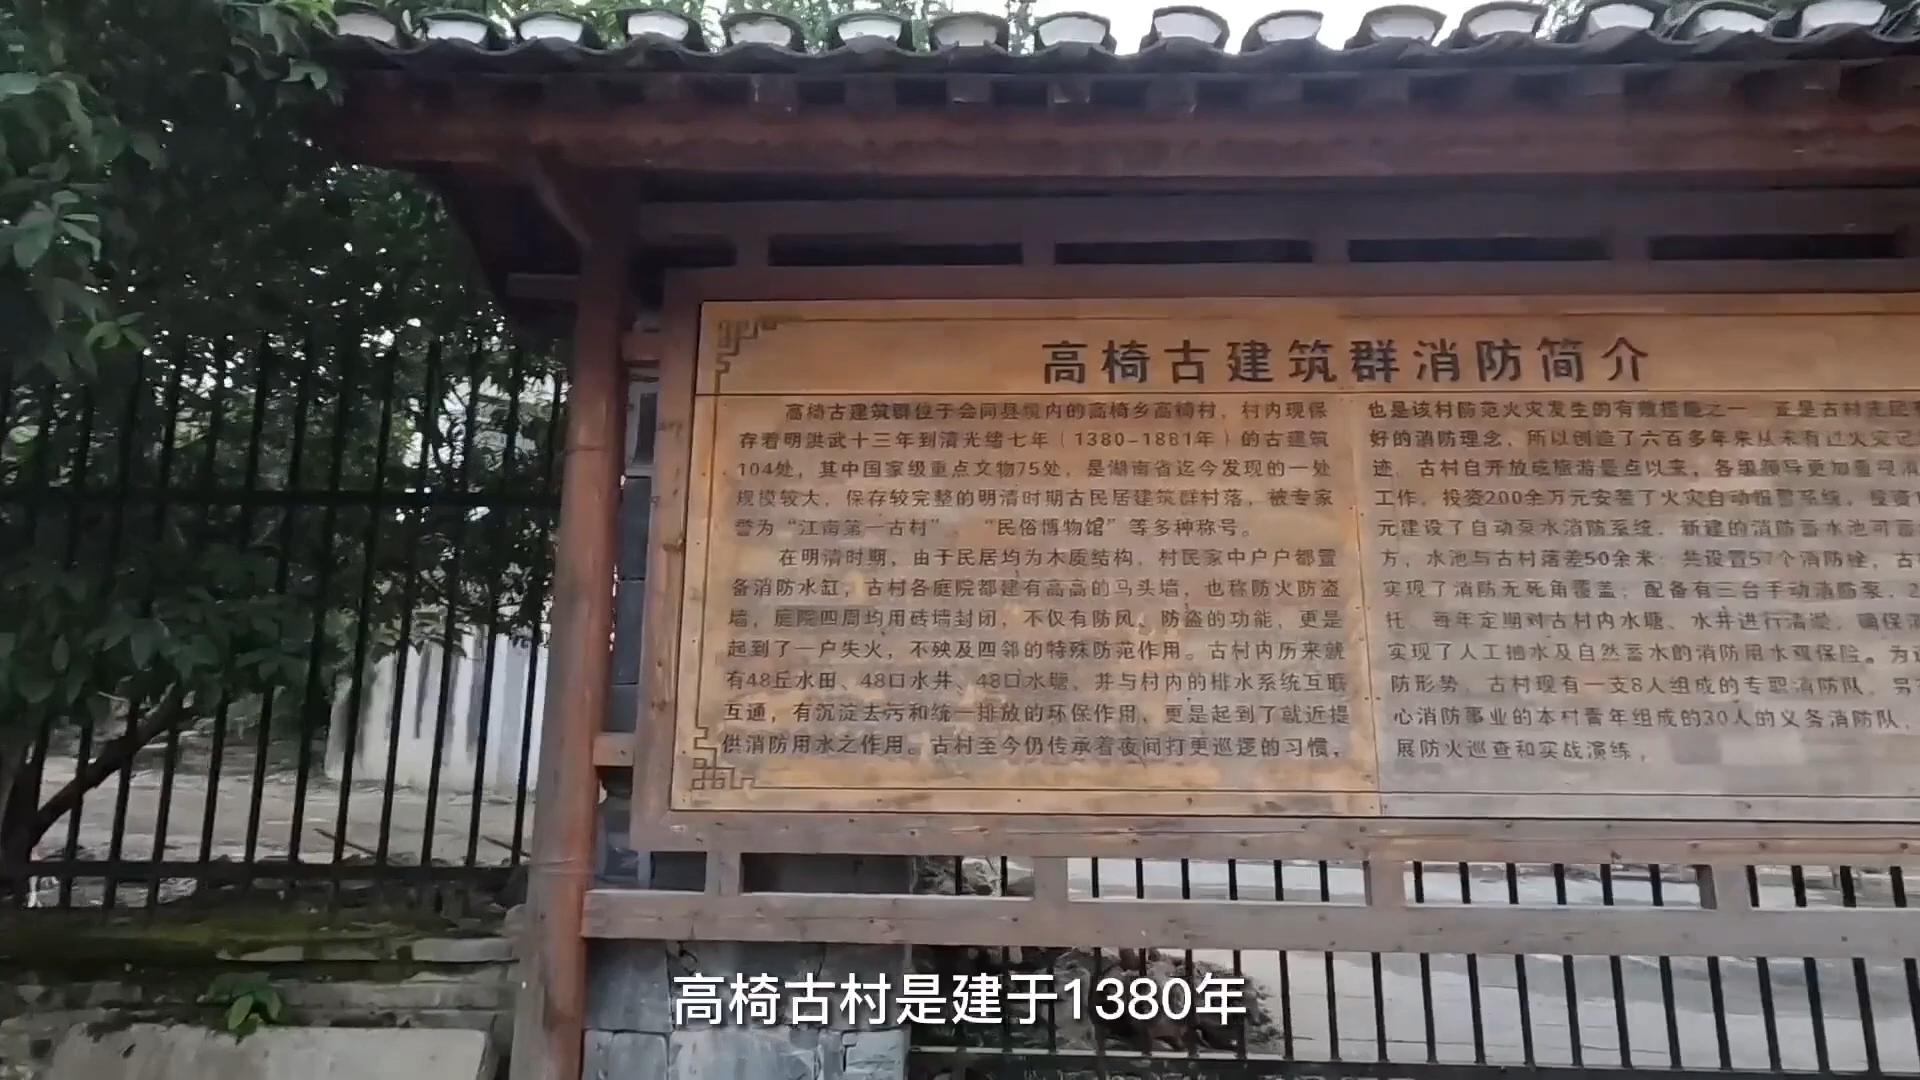 高椅古建筑群消防简介
高椅古建筑群位于会同县境内的高椅乡高椅村，村内现保
存着明洪武十三年到清光绪七年（1380-1881年）的古建筑
104处，其中国家级重点文物75处，是湖南省迄今发现的一处
规模较大，保存较完整的明清时期古民居建筑群村落，被专家
誉为“江南第一古村”、“民俗博物馆”等多种称号。
在明清时期，由于民居均为木质结构，村民家中户户都置
备消防水缸，古村各庭院都建有高高的马头墙，也称防火防盗
墙，庭院四周均用砖墙封闭，不仅有防风、防盗的功能，更是
起到了一户失火，不殃及四邻的特殊防范作用。古村内历来就
有48丘水田、48口水井、48口水塘，并与村内的排水系统互联
互通，有沉淀去污和统一排放的环保作用，更是起到了就近提
供消防用水之作用。古村至今仍传承着夜间打更巡逻的习惯，
也是该村防范火灾发生的有效措施之一，正是古村先民
好的消防理念，所以创造了六百多年来从未有过火灾记
迹，古村自开放成旅游景点以来，各级领导更加重视消
工作，投资200余万元安装了火灾自动报警系统，投资
元建设了自动泵水消防系统，新建的消防蓄水池可蓄
方，水池与古村落差50余米；共设置57个消防栓，古
实现了消防无死角覆盖；配备有三台手动消防泵，2
托，每年定期对古村内水塘、水井进行清淤，确保消
实现了人工抽水及自然蓄水的消防用水双保险。为
防形势，古村现有一支8人组成的专职消防队，另
心消防事业的本村青年组成的30人的义务消防队，
展防火巡查和实战演练，
高椅古村是建于1380年